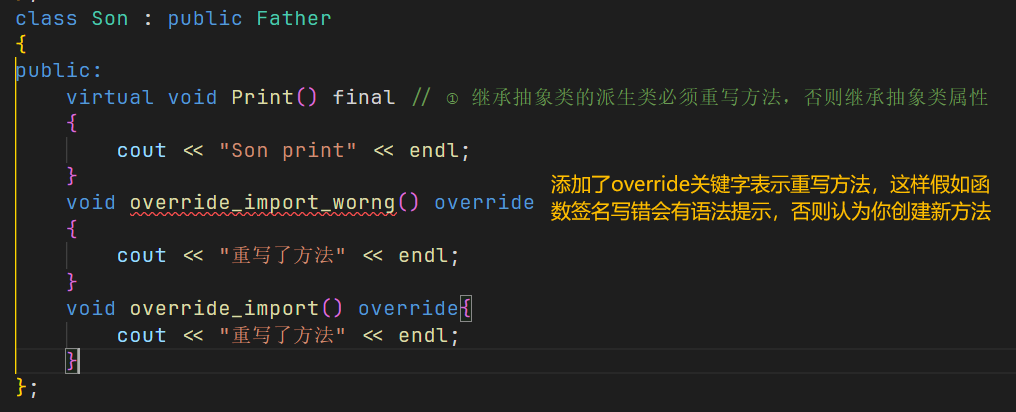 class Son : public Father
{
public:
    virtual void Print() final // ① 继承抽象类的派生类必须重写方法，否则继承抽象类属性
    {
        cout << "Son print" << endl;
    }
    void override_import_worng() override
添加了override关键字表示重写方法，这样假如函
数签名写错会有语法提示，否则认为你创建新方法
    {
        cout << "重写了方法" << endl;
    }
    void override_import() override{
        cout << "重写了方法" << endl;
    }
};